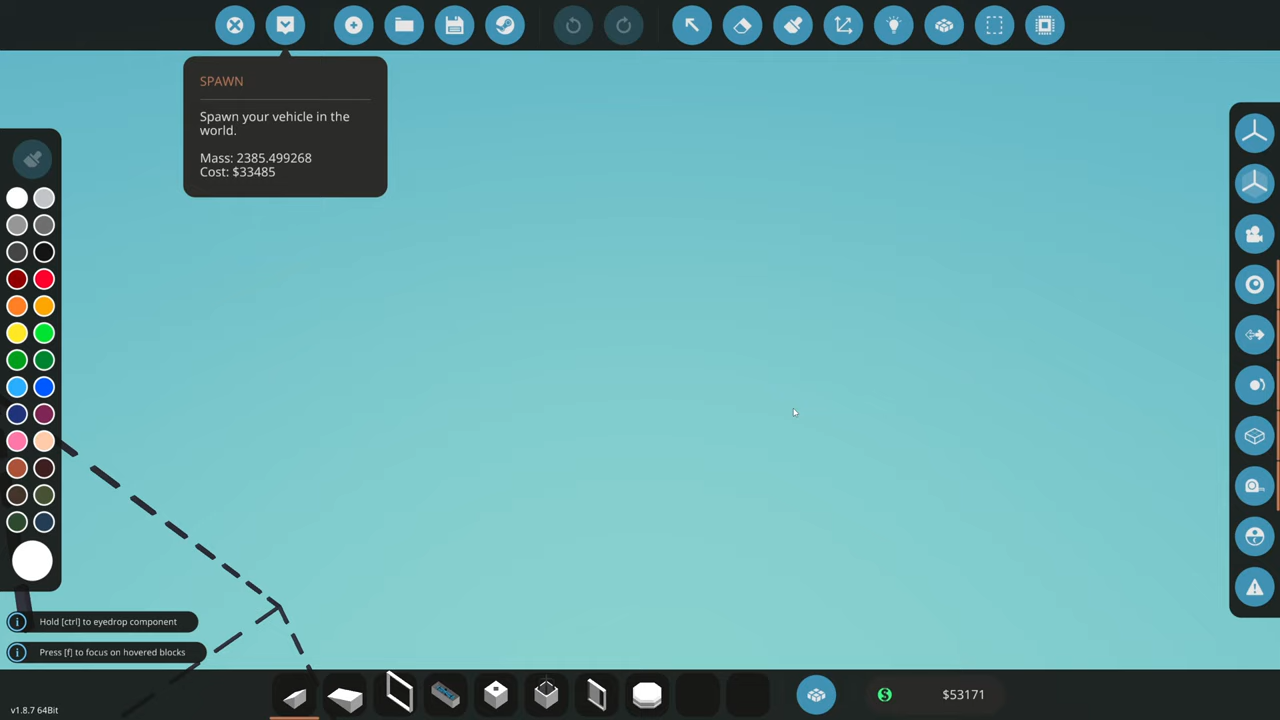 SPAWN
Spawn your vehicle in the
world.
Mass: 2385.499268
Cost: $33485
Hold [ctrl] to eyedrop component
Press [f] to focus on hovered blocks
v1.8.7 64Bit
$53171